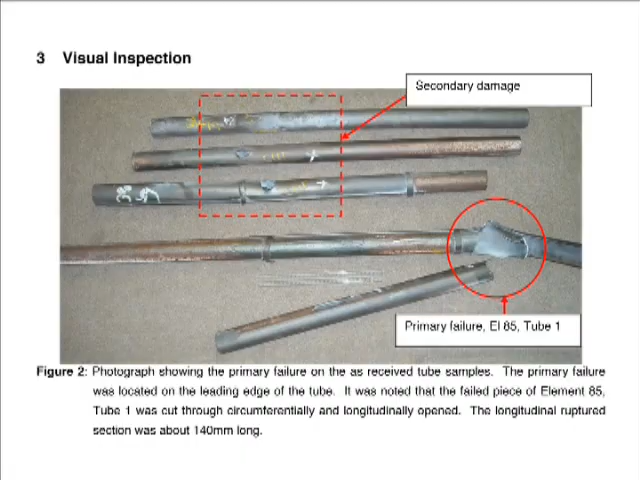 3 Visual Inspection
Secondary damage
Primary failure, El 85, Tube 1
Figure 2: Photograph showing the primary failure on the as received tube samples. The primary failure
was located on the leading edge of the tube. It was noted that the failed piece of Element 85,
Tube 1 was cut through circumferentially and longitudinally opened. The longitudinal ruptured
section was about 140mm long.